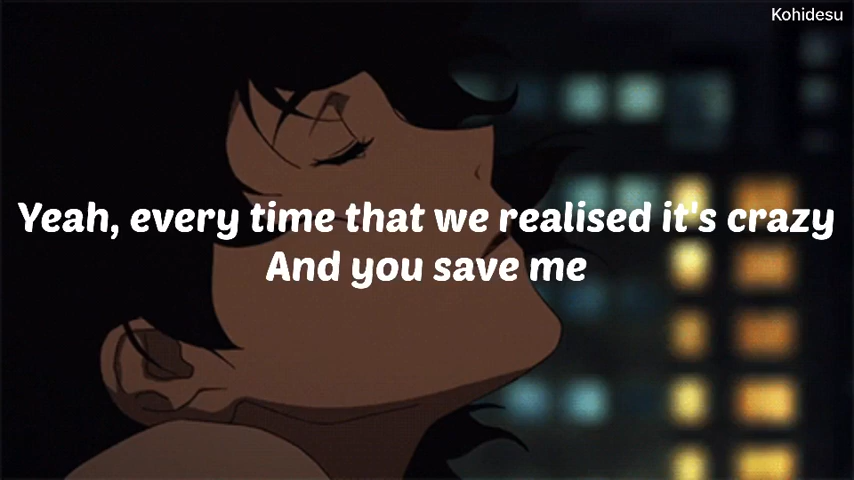 Kohidesu
Yeah, every time that we realised it's crazy
And you save me